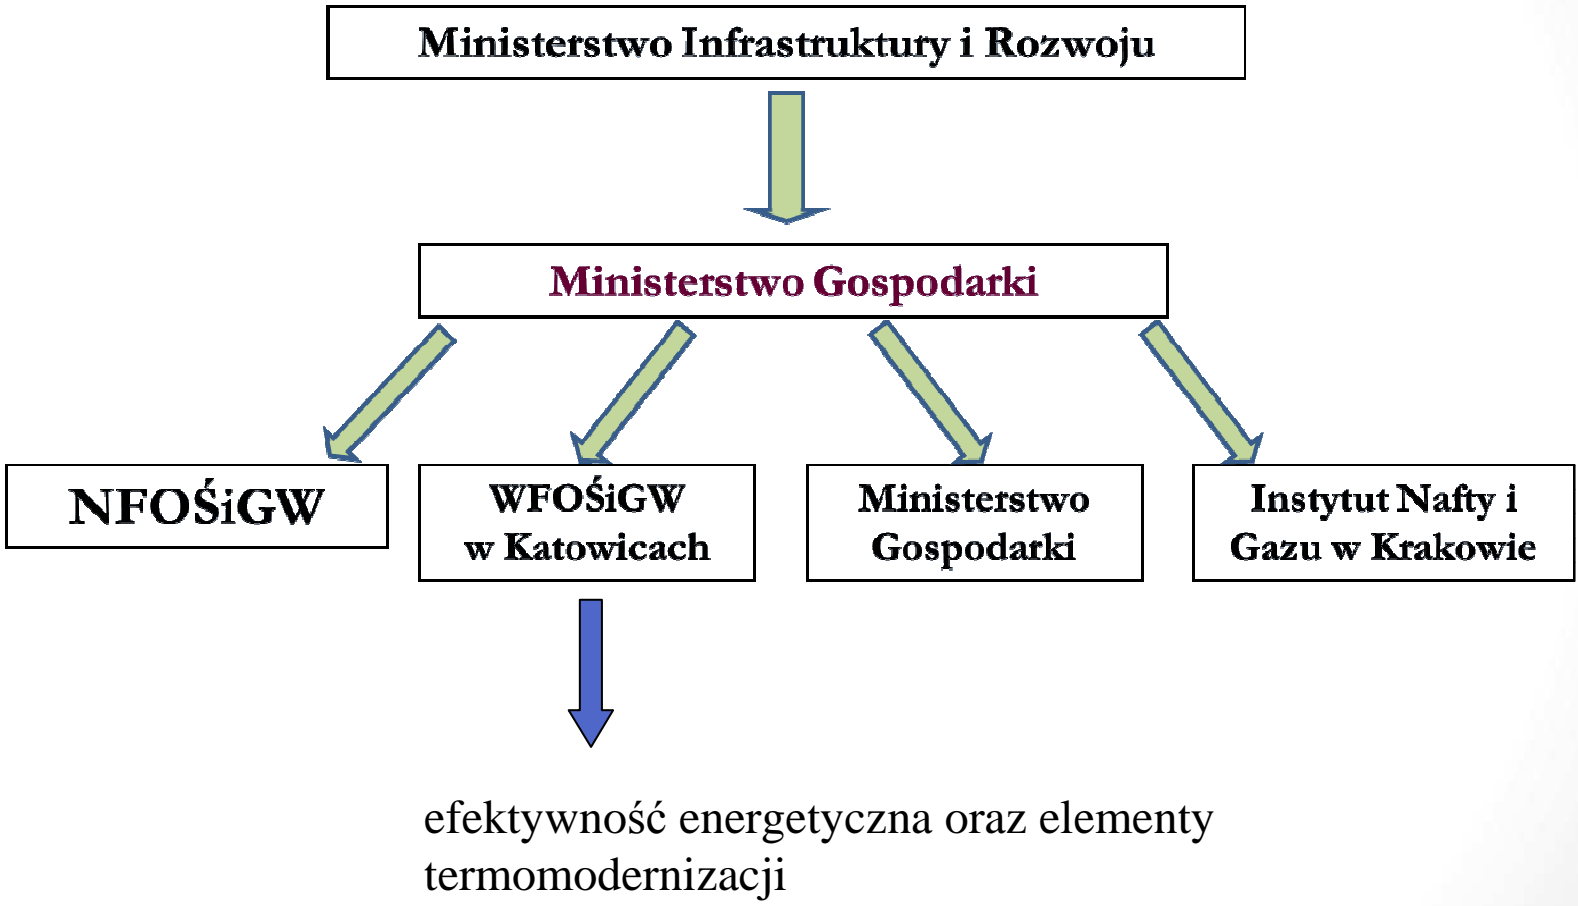 Ministerstwo Infrastruktury i Rozwoju
Ministerstwo Gospodarki
NFOŚiGW
WFOŚiGW
w Katowicach
Ministerstwo
Gospodarki
Instytut Nafty i
Gazu w Krakowie
efektywność energetyczna oraz elementy
termomodernizacji